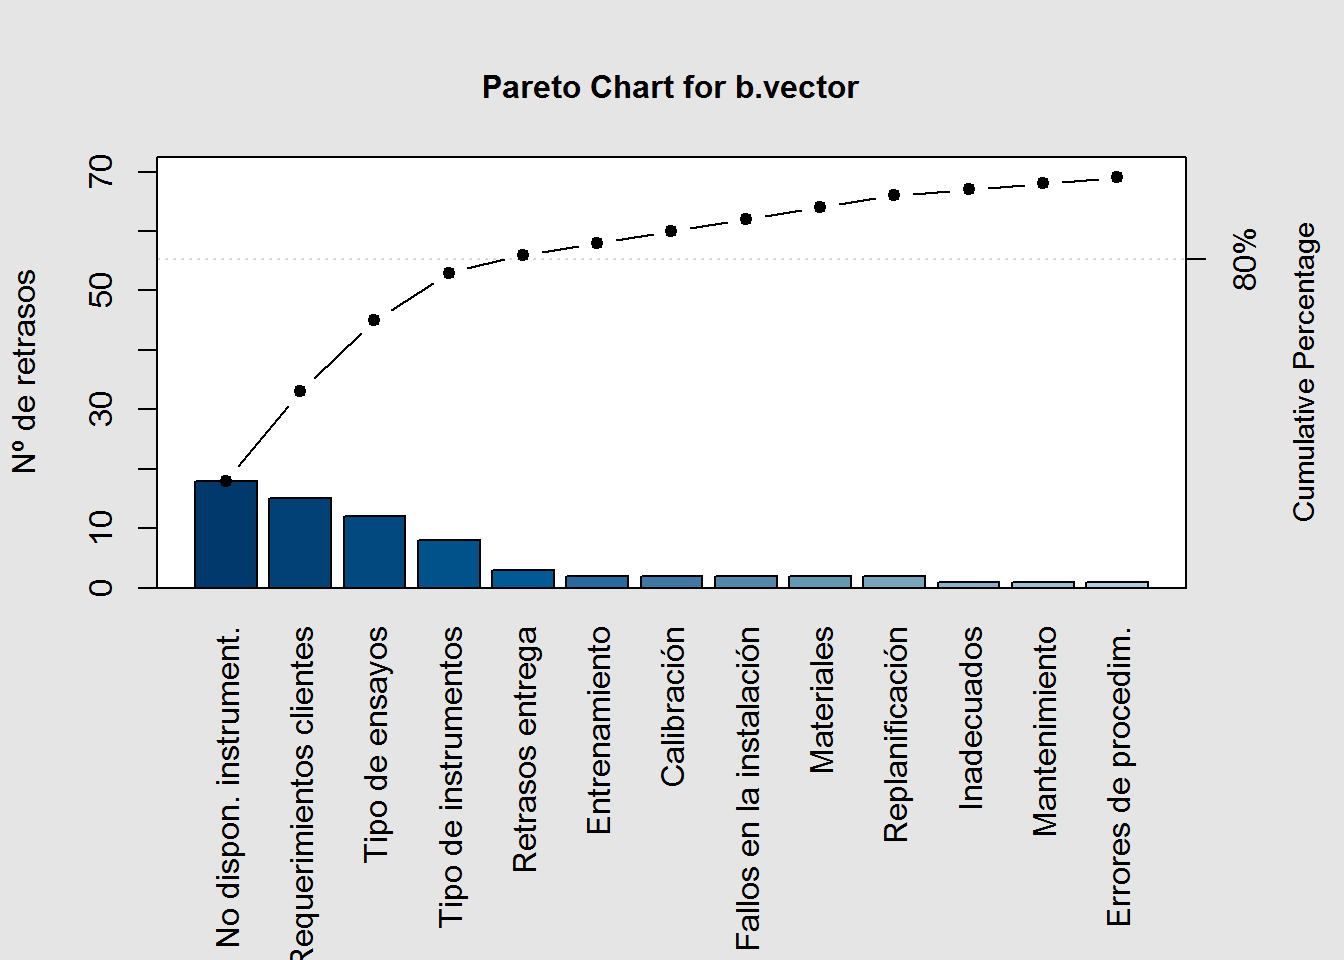 Pareto Chart for b.vector
70
50
30
10
0
Nº de retrasos
80%
Cumulative Percentage
No dispon. instrument.
Requerimientos clientes
Tipo de ensayos
Tipo de instrumentos
Retrasos entrega
Entrenamiento
Calibración
Fallos en la instalación
Materiales
Replanificación
Inadecuados
Mantenimiento
Errores de procedim.